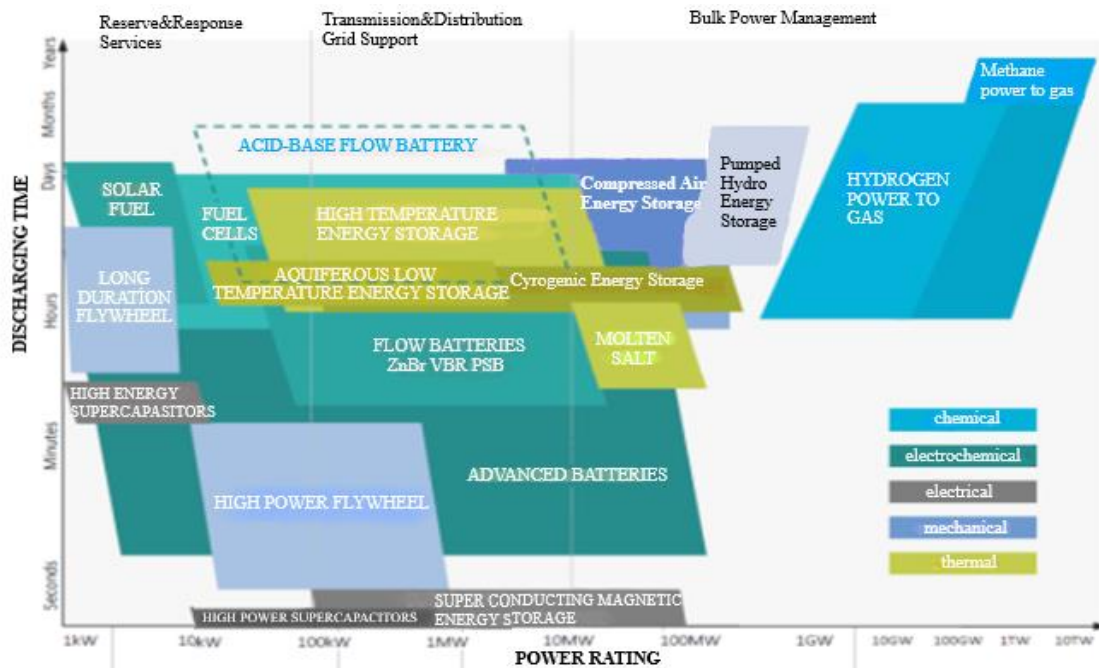 Reserve&Response
Services
Transmission&Distribution
Grid Support
Bulk Power Management
DISCHARGING TIME
Years
Months
Days
Hours
Minutes
Seconds
Methane
power to gas
ACID-BASE FLOW BATTERY
SOLAR
FUEL
FUEL
CELLS
HIGH TEMPERATURE
ENERGY STORAGE
Compressed Air
Energy Storage
Pumped
Hydro
Energy
Storage
HYDROGEN
POWER TO
GAS
LONG
DURATİON
FLYWHEEL
AQUIFEROUS LOW
TEMPERATURE ENERGY STORAGE
Cyrogenic Energy Storage
FLOW BATTERIES
ZnBr VBR PSB
MOLTEN
SALT
HIGH ENERGY
SUPERCAPASITORS
HIGH POWER FLYWHEEL
ADVANCED BATTERIES
SUPER CONDUCTING MAGNETIC
ENERGY STORAGE
HIGH POWER SUPERCAPACITORS
chemical
electrochemical
electrical
mechanical
thermal
1kW 10kW 100kW 1MW 10MW 100MW 1GW 10GW 100GW 1TW 10TW
POWER RATING